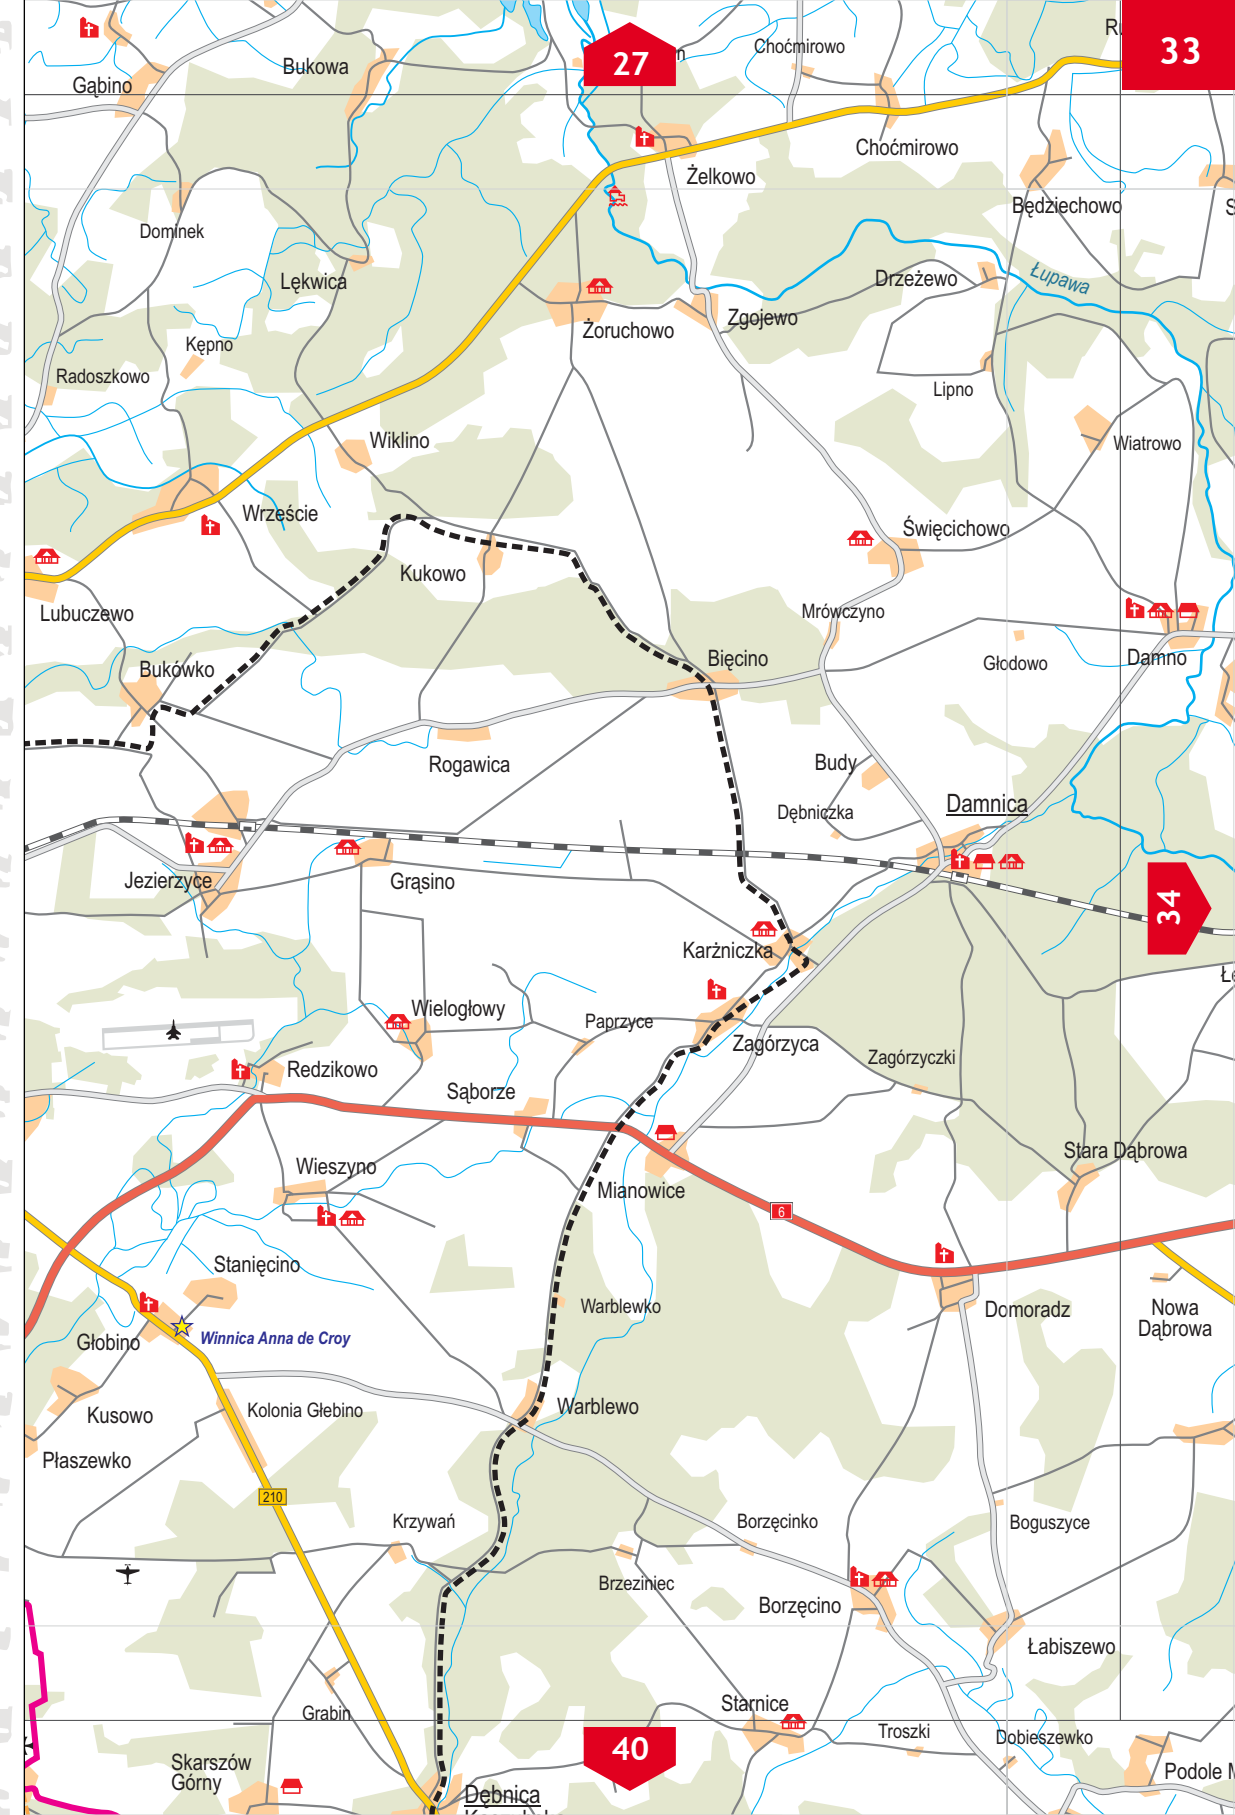 27
33
Choćmirowo
Gąbino
Bukowa
Choćmirowo
Żelkowo
Będziechowo
Dominek
Lękwica
Drzeżewo
Łupawa
Zgojewo
Żoruchowo
Kępno
Radoszkowo
Lipno
Wiklino
Wiatrowo
Wrzeście
Święcichowo
Kukowo
Lubuczewo
Mrówczyno
Bukówko
Bięcino
Głodowo
Damno
Rogawica
Budy
Dębniczka
Damnica
Jezierzyce
Grąsino
34
Karżniczka
Wielogłowy
Paprzyce
Zagórzyca
Zagórzyczki
Redzikowo
Sąborze
Stara Dąbrowa
Wieszyno
Mianowice
6
Stanięcino
Warblewko
Domoradz
Nowa
Dąbrowa
Głobino
Winnica Anna de Croy
Kusowo
Kolonia Głebino
Warblewo
Płaszewko
210
Krzywań
Borzęcinko
Boguszyce
Brzeziniec
Borzęcino
Łabiszewo
Grabin
Starnice
Troszki
Dobieszewko
40
Skarszów
Górny
Podole
Dębnica